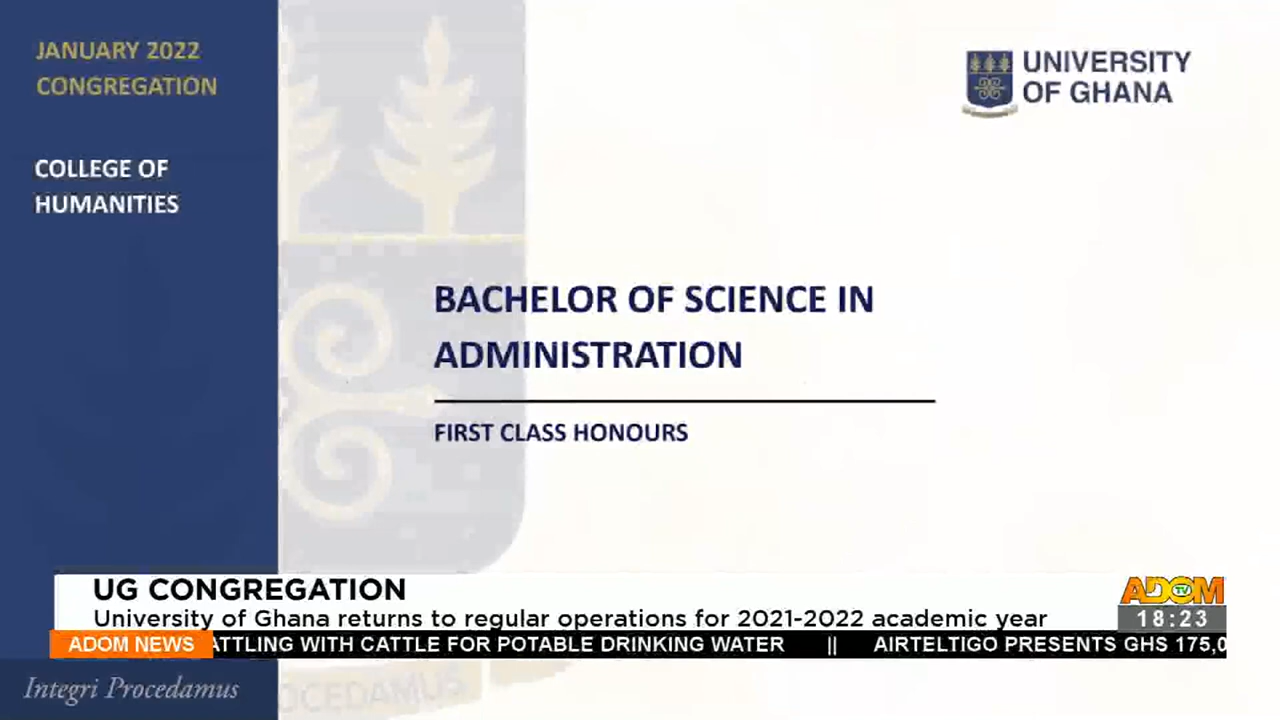 JANUARY 2022
CONGREGATION
COLLEGE OF
HUMANITIES
UNIVERSITY
OF GHANA
BACHELOR OF SCIENCE IN
ADMINISTRATION
FIRST CLASS HONOURS
UG CONGREGATION
University of Ghana returns to regular operations for 2021-2022 academic year
ADOM TV
18:23
ADOM NEWS
ATTLING WITH CATTLE FOR POTABLE DRINKING WATER || AIRTELTIGO PRESENTS GHS 175,0
Integri Procedamus
OCEDAMUS